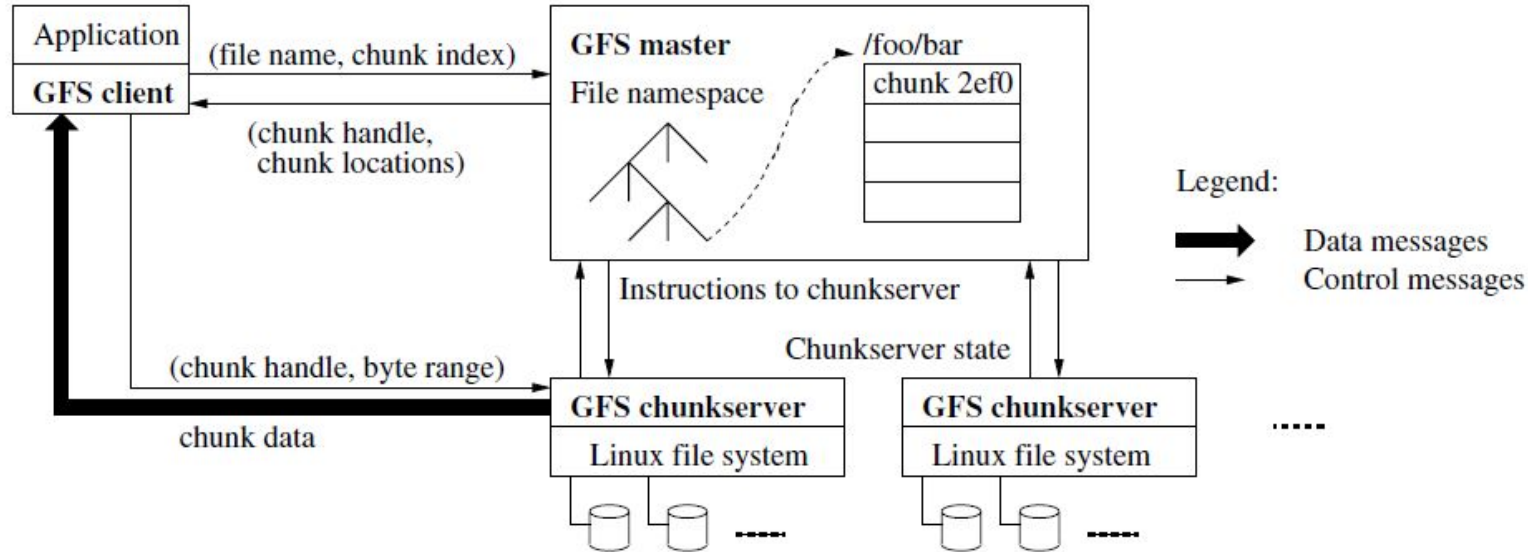 Application
GFS client
(file name, chunk index)
(chunk handle,
chunk locations)
GFS master
File namespace
/foo/bar
chunk 2ef0
Legend:
Data messages
Control messages
Instructions to chunkserver
Chunkserver state
(chunk handle, byte range)
chunk data
GFS chunkserver
Linux file system
GFS chunkserver
Linux file system